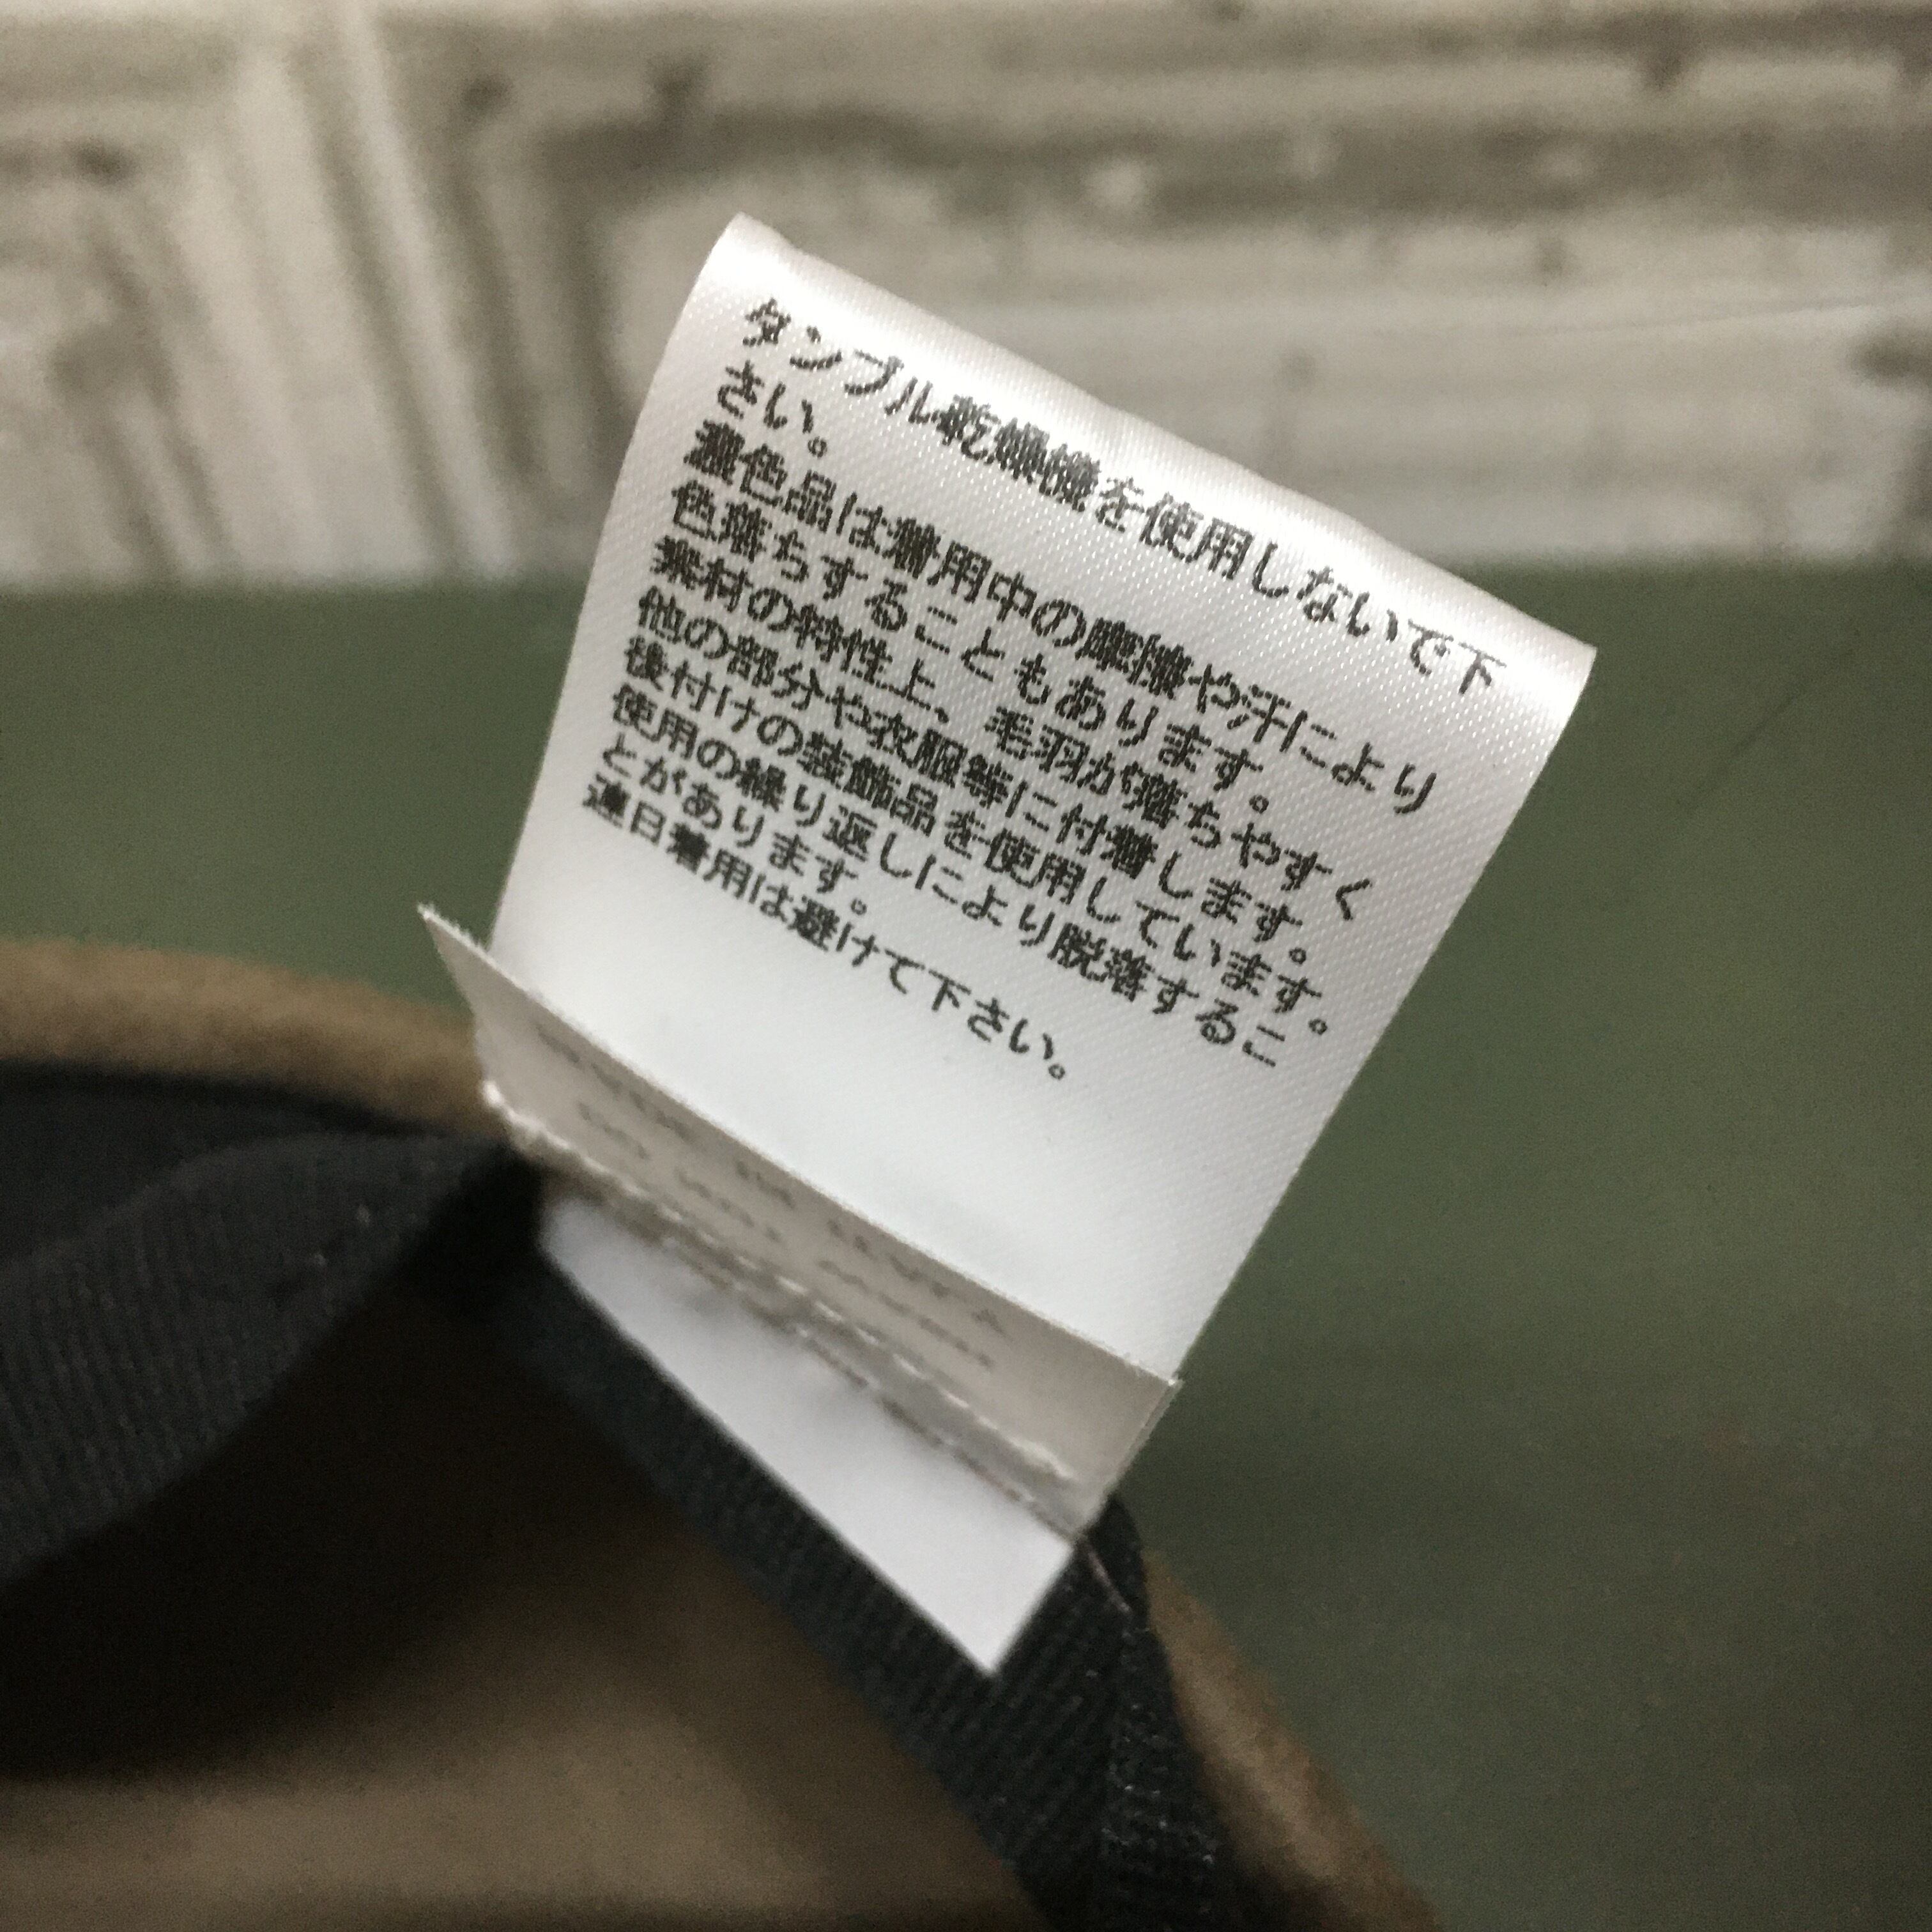 タンブル乾燥機を使用しないで下
さい。
濃色品は着用中の摩擦や汗により
色落ちすることもあります。
素材の特性上、毛羽が落ちやすく
他の部分や衣服等に付着します。
後付けの装飾品を使用しています。
使用の繰り返しにより脱落するこ
とがあります。
連日着用は避けて下さい。